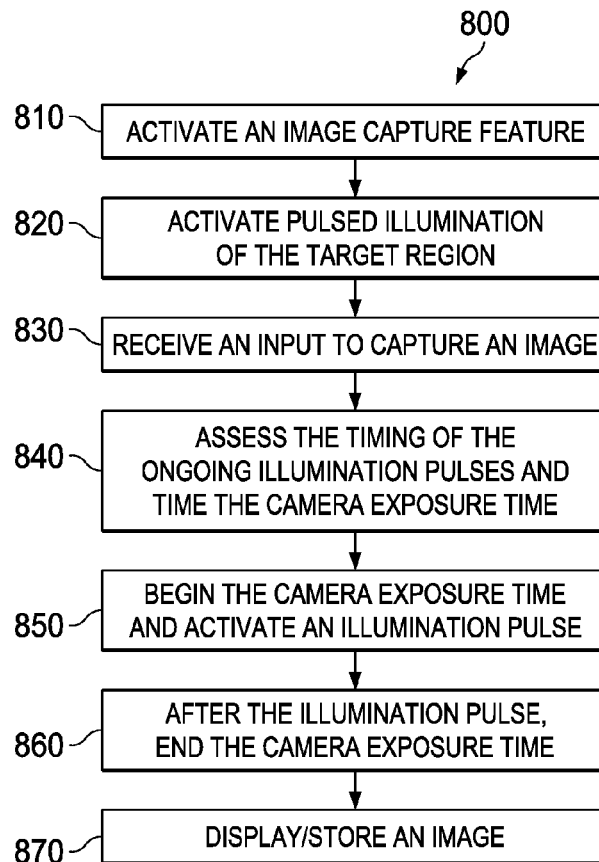 800
810
ACTIVATE AN IMAGE CAPTURE FEATURE
820
ACTIVATE PULSED ILLUMINATION
OF THE TARGET REGION
830
RECEIVE AN INPUT TO CAPTURE AN IMAGE
840
ASSESS THE TIMING OF THE
ONGOING ILLUMINATION PULSES AND
TIME THE CAMERA EXPOSURE TIME
850
BEGIN THE CAMERA EXPOSURE TIME
AND ACTIVATE AN ILLUMINATION PULSE
860
AFTER THE ILLUMINATION PULSE,
END THE CAMERA EXPOSURE TIME
870
DISPLAY/STORE AN IMAGE